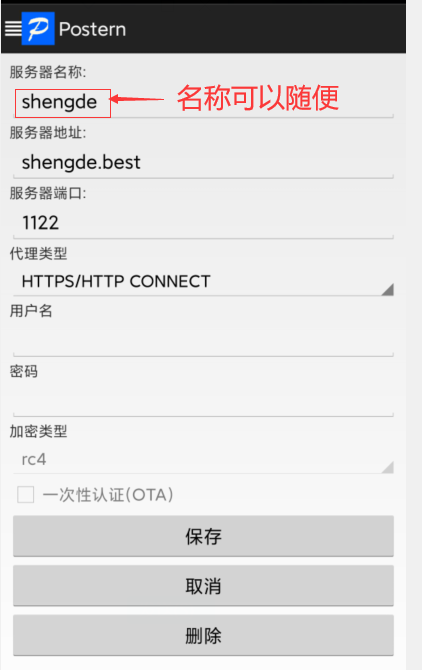 Postern
服务器名称:
shengde
名称可以随便
服务器地址:
shengde.best
服务器端口:
1122
代理类型
HTTPS/HTTP CONNECT
用户名
密码
加密类型
rc4
一次性认证(OTA)
保存
取消
删除